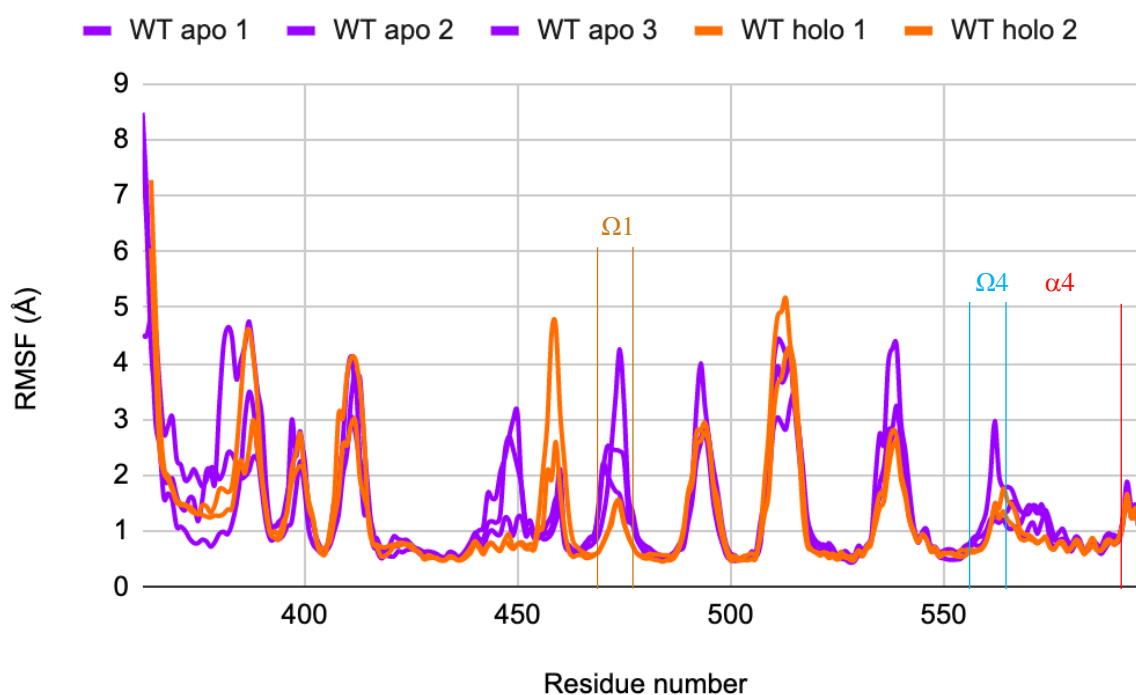 WT apo 1 WT apo 2 WT apo 3 WT holo 1 WT holo 2
9
8
7
6
5
4
3
2
1
0
RMSF (Å)
Ω1
Ω4 α4
400 450 500 550
Residue number